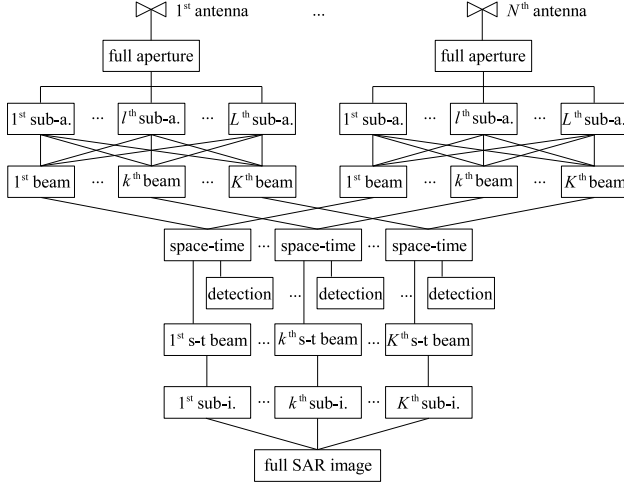 1st antenna ... Nth antenna
full aperture full aperture
1st sub-a. ... lth sub-a. ... Lth sub-a. 1st sub-a. ... lth sub-a. ... Lth sub-a.
1st beam ... kth beam ... Kth beam 1st beam ... kth beam ... Kth beam
space-time ... space-time ... space-time
detection ... detection ... detection
1st s-t beam ... kth s-t beam ... Kth s-t beam
1st sub-i. ... kth sub-i. ... Kth sub-i.
full SAR image